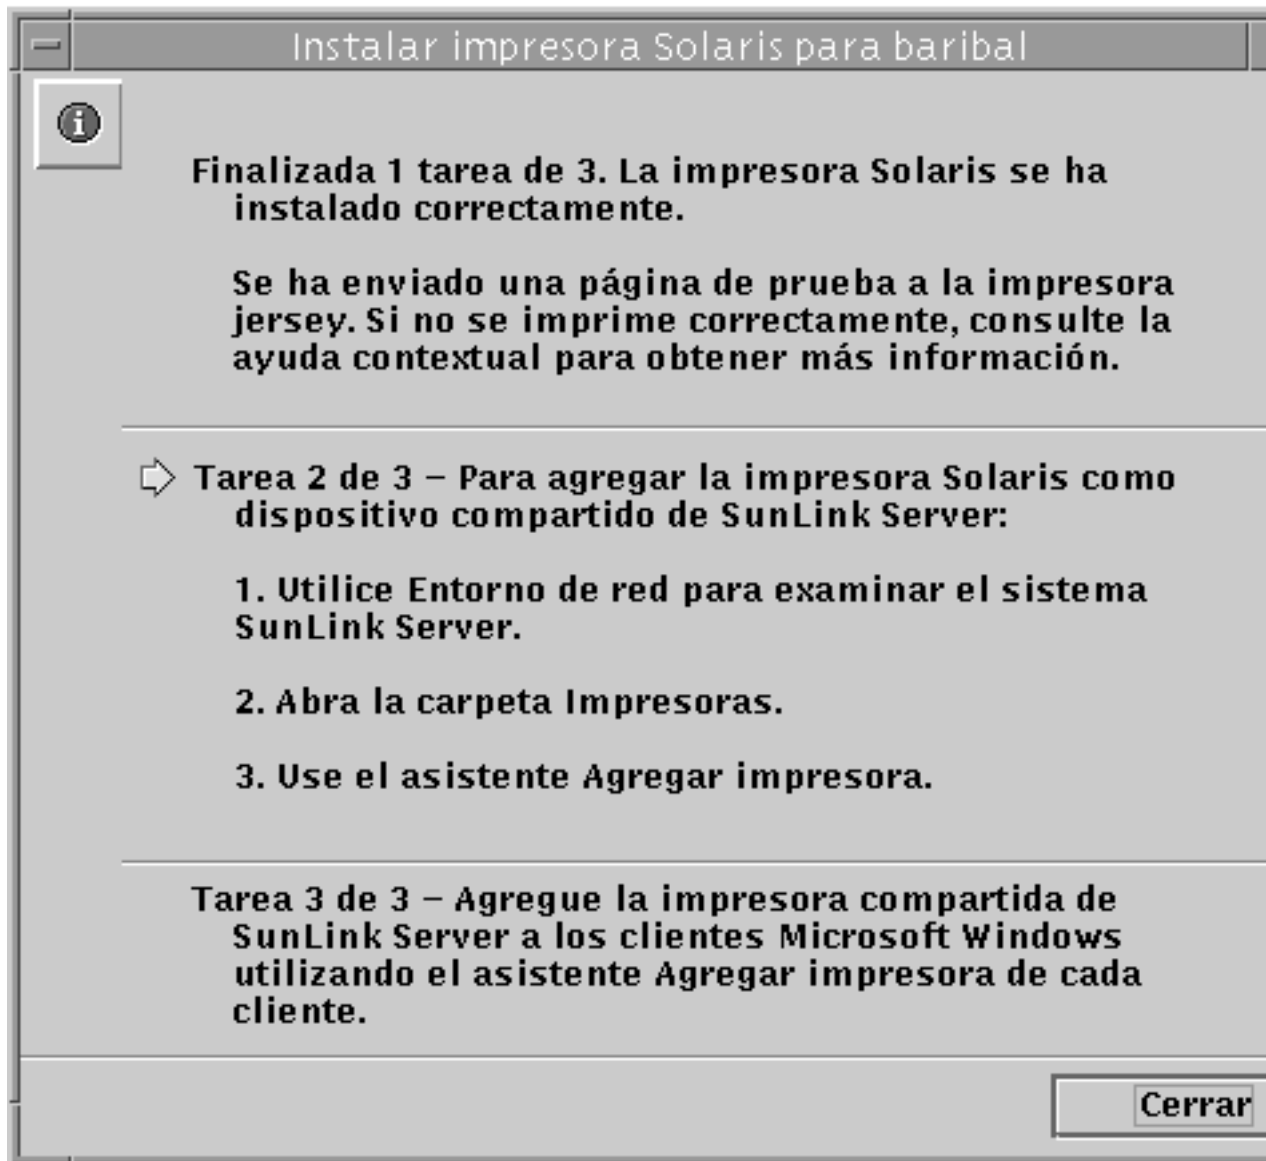 Instalar impresora Solaris para baribal
Finalizada 1 tarea de 3. La impresora Solaris se ha
instalado correctamente.
Se ha enviado una página de prueba a la impresora
jersey. Si no se imprime correctamente, consulte la
ayuda contextual para obtener más información.
Tarea 2 de 3 – Para agregar la impresora Solaris como
dispositivo compartido de SunLink Server:
1. Utilice Entorno de red para examinar el sistema
SunLink Server.
2. Abra la carpeta Impresoras.
3. Use el asistente Agregar impresora.
Tarea 3 de 3 – Agregue la impresora compartida de
SunLink Server a los clientes Microsoft Windows
utilizando el asistente Agregar impresora de cada
cliente.
Cerrar